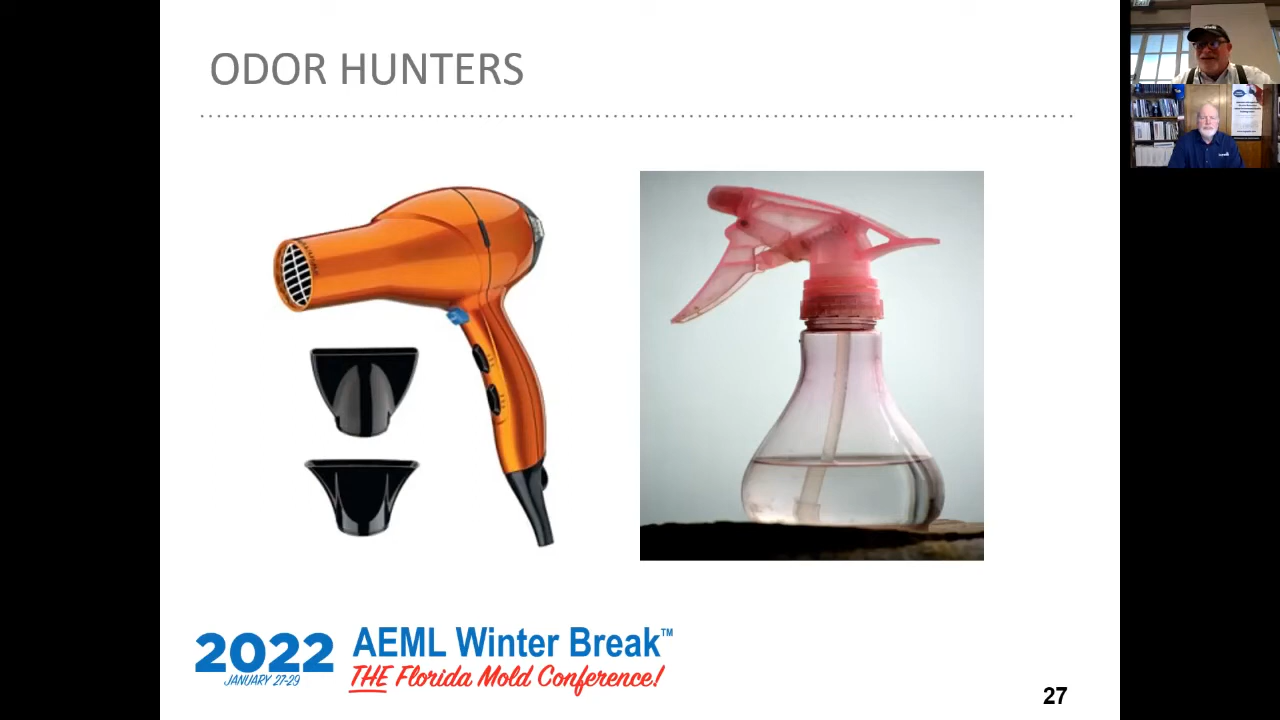 ODOR HUNTERS
2022
JANUARY 27-29
AEML Winter Break™
THE Florida Mold Conference!
27